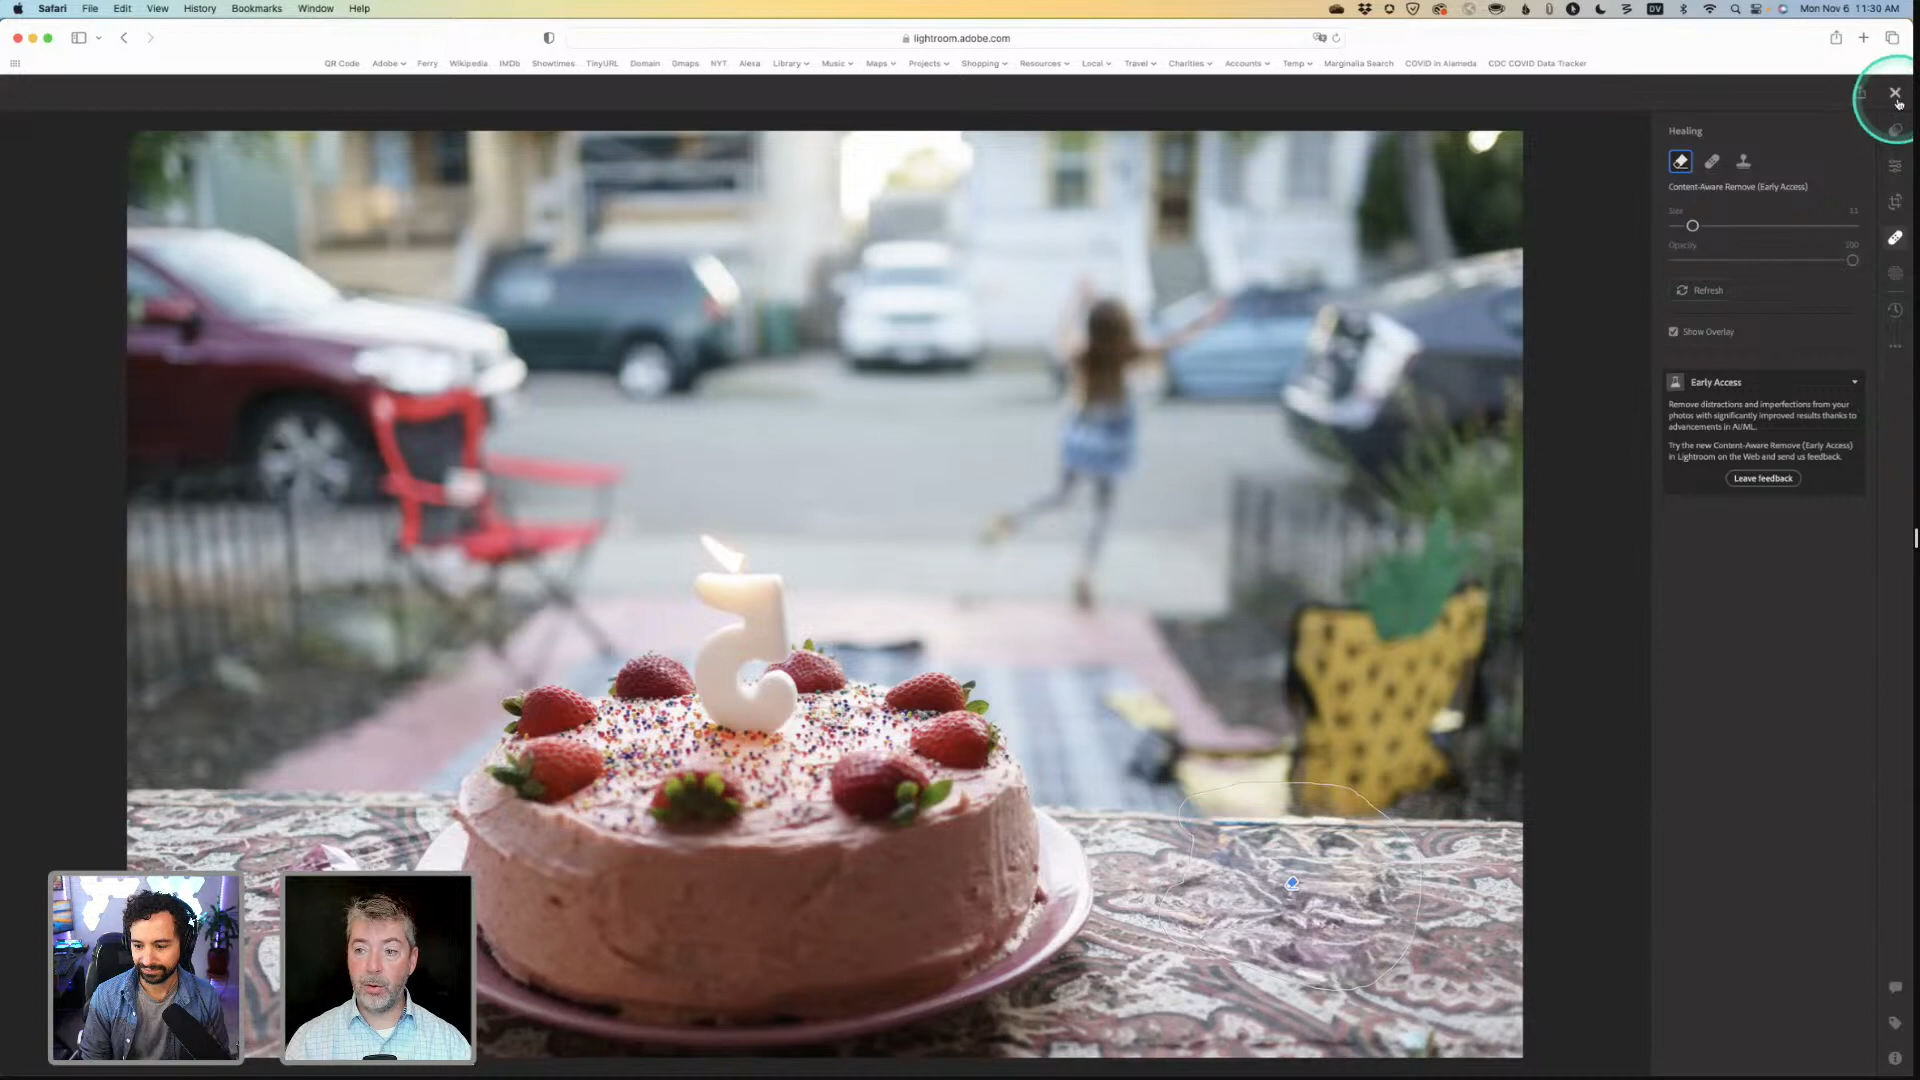 Safari File Edit View History Bookmarks Window Help
DV
Mon Nov 6 11:30 AM
lightroom.adobe.com
QR Code Adobe Ferry Wikipedia IMDb Showtimes TinyURL Domain Gmaps NYT Alexa Library Music Maps Projects Shopping Resources Local Travel Charities Accounts Temp Marginalia Search COVID in Alameda CDC COVID Data Tracker
Healing
Content-Aware Remove (Early Access)
Size
Opacity
Refresh
Show Overlay
Early Access
Remove distractions and imperfections from your
photos with significantly improved results thanks to
advancements in AI/ML.
Try the new Content-Aware Remove (Early Access)
in Lightroom on the Web and send us feedback.
Leave feedback
5